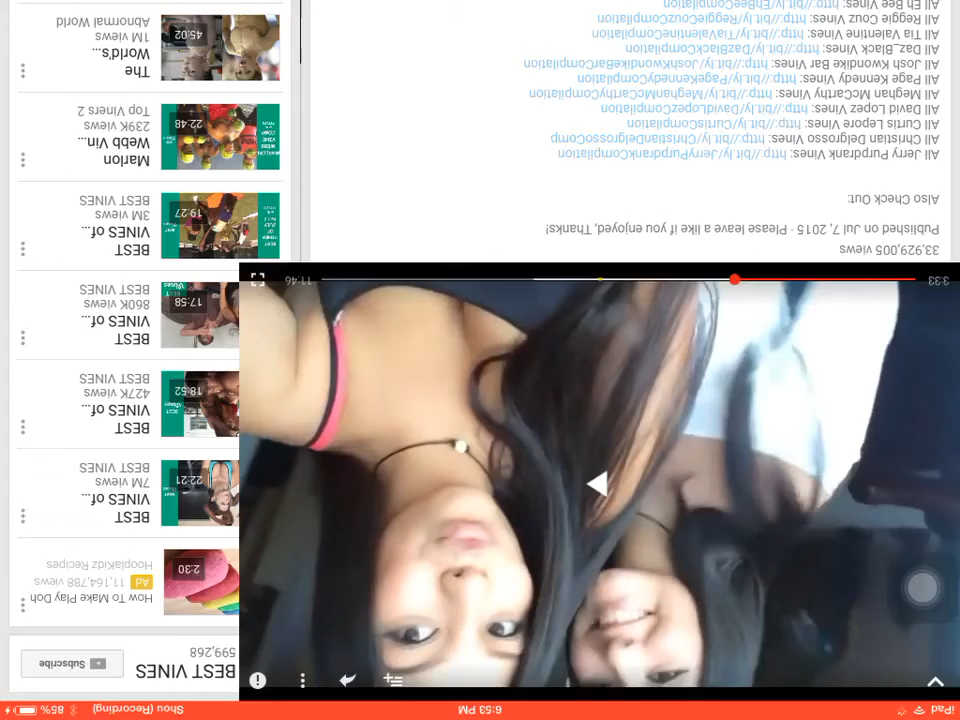 iPad
6:53 PM
Shou (Recording)
85%
3:33
11:46
33,929,005 views
Published on Jul 7, 2015 · Please leave a like if you enjoyed, Thanks!
Also Check Out:
All Jerry Purpdrank Vines: http://bit.ly/JerryPurpdrankCompilation
All Christian Delgrosso Vines: http://bit.ly/ChristianDelgrossoComp
All Curtis Lepore Vines: http://bit.ly/CurtisCompilation
All David Lopez Vines: http://bit.ly/DavidLopezCompilation
All Meghan McCarthy Vines: http://bit.ly/MeghanMcCarthyCompilation
All Page Kennedy Vines: http://bit.ly/PageKennedyCompilation
All Josh Kwondike Bar Vines: http://bit.ly/JoshKwondikeBarCompilation
All Daz_Black Vines: http://bit.ly/DazBlackCompilation
All Tia Valentine Vines: http://bit.ly/TiaValentineCompilation
All Reggie Couz Vines: http://bit.ly/ReggieCouzCompilation
All Eh Bee Vines: http://bit.ly/EhBeeCompilation
BEST VINES
599,268
Subscribe
2:30
How To Make Play Doh
Ad 11,164,788 views
HooplaKidz Recipes
22:21
BEST
VINES of...
7M views
BEST VINES
18:52
BEST
VINES of...
427K views
BEST VINES
17:58
BEST
VINES of...
860K views
BEST VINES
19:27
BEST
VINES of...
3M views
BEST VINES
22:48
Marlon
Webb Vin...
239K views
Top Viners 2
45:02
The
World's...
1M views
Abnormal World